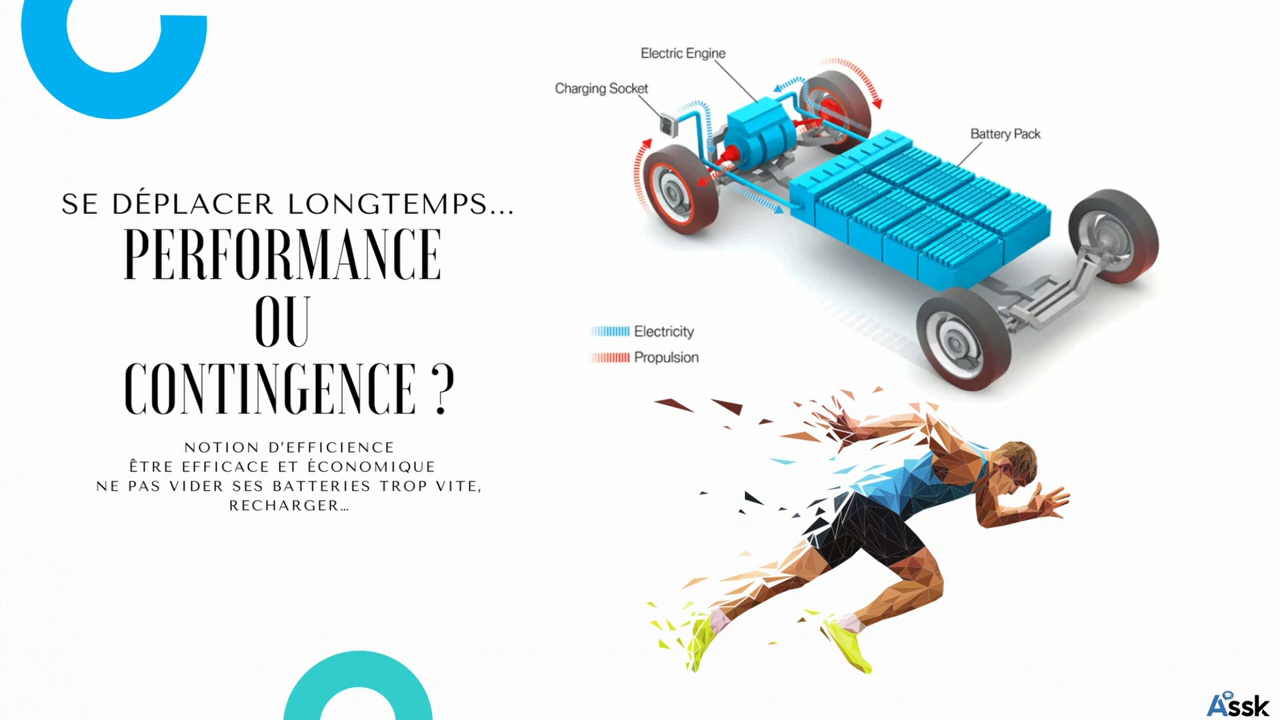 SE DÉPLACER LONGTEMPS...
PERFORMANCE
OU
CONTINGENCE ?
NOTION D'EFFICIENCE
ÊTRE EFFICACE ET ÉCONOMIQUE
NE PAS VIDER SES BATTERIES TROP VITE,
RECHARGER...
Electric Engine
Charging Socket
Battery Pack
Electricity
Propulsion
Assk